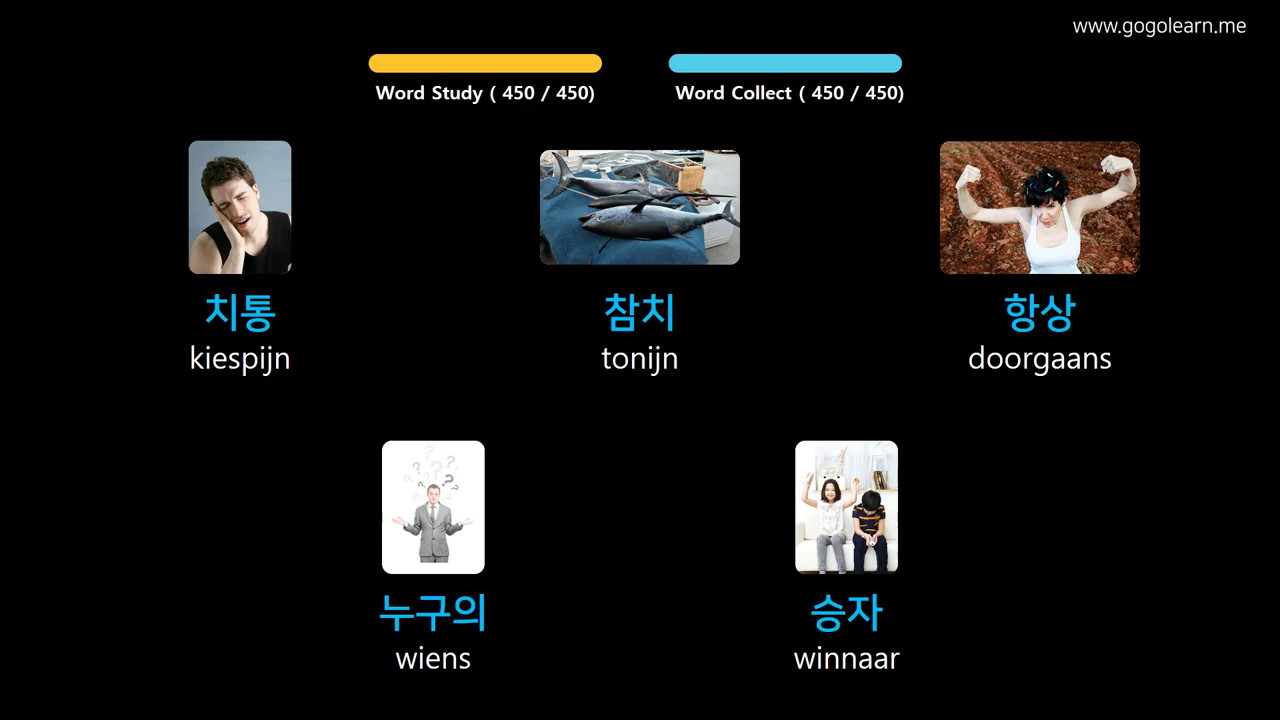 www.gogolearn.me
Word Study ( 450 / 450)
Word Collect ( 450 / 450)
치통
kiespijn
참치
tonijn
항상
doorgaans
누구의
wiens
승자
winnaar